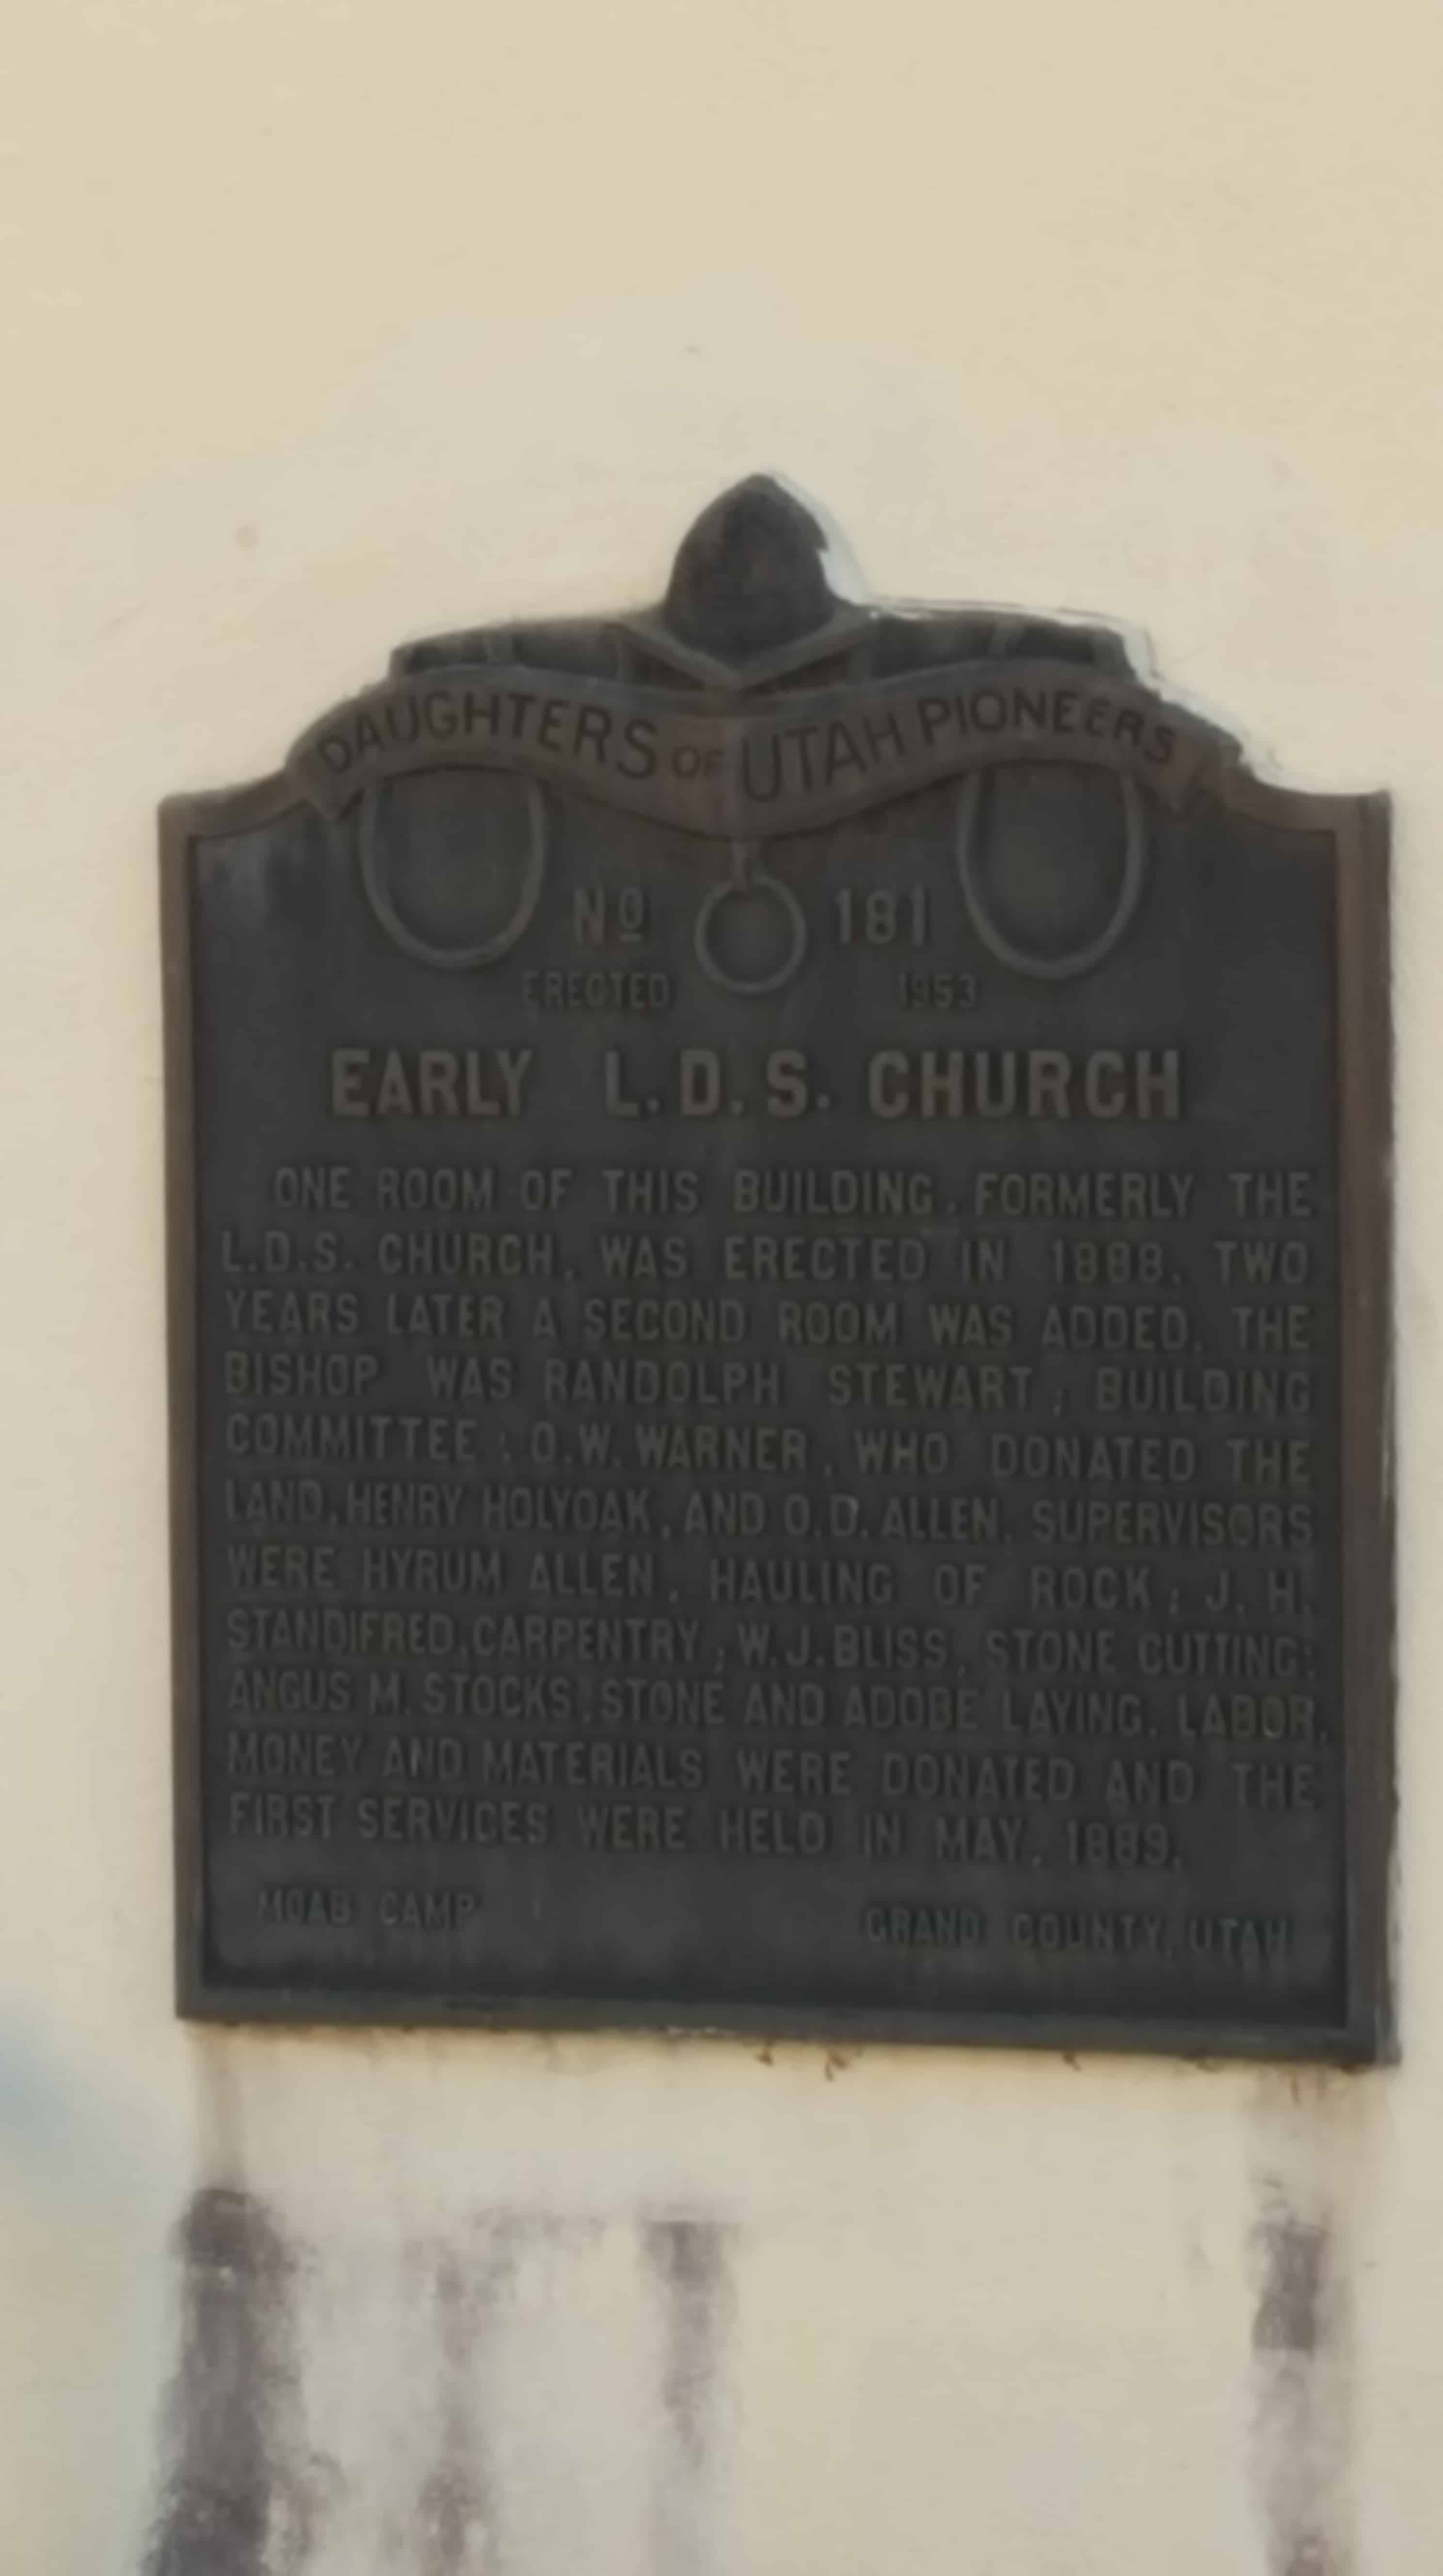 DAUGHTERS OF UTAH PIONEERS
Nº 181
ERECTED 1953
EARLY L.D.S. CHURCH
ONE ROOM OF THIS BUILDING, FORMERLY THE
L.D.S. CHURCH, WAS ERECTED IN 1888. TWO
YEARS LATER A SECOND ROOM WAS ADDED. THE
BISHOP WAS RANDOLPH STEWART; BUILDING
COMMITTEE: O.W. WARNER, WHO DONATED THE
LAND, HENRY HOLYOAK, AND O.D. ALLEN. SUPERVISORS
WERE HYRUM ALLEN, HAULING OF ROCK; J. H.
STANDIFRED, CARPENTRY; W.J. BLISS, STONE CUTTING;
ANGUS M. STOCKS, STONE AND ADOBE LAYING. LABOR,
MONEY AND MATERIALS WERE DONATED AND THE
FIRST SERVICES WERE HELD IN MAY, 1889.
MOAB CAMP GRAND COUNTY, UTAH